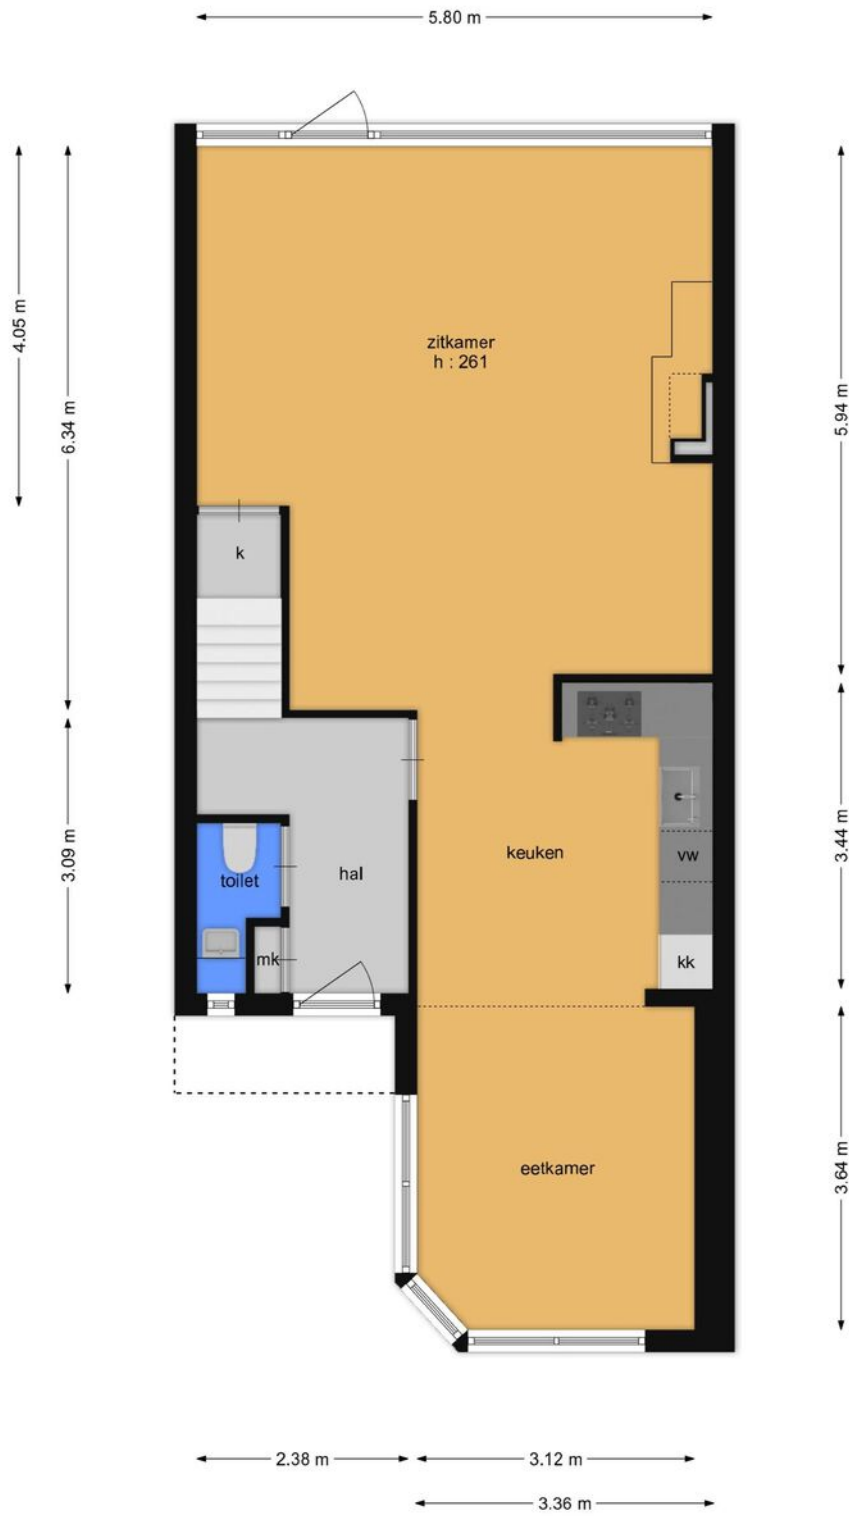 5.80 m
4.05 m
6.34 m
5.94 m
zitkamer
h : 261
k
3.09 m
3.44 m
keuken
vw
hal
toilet
mk
kk
3.64 m
eetkamer
2.38 m
3.12 m
3.36 m